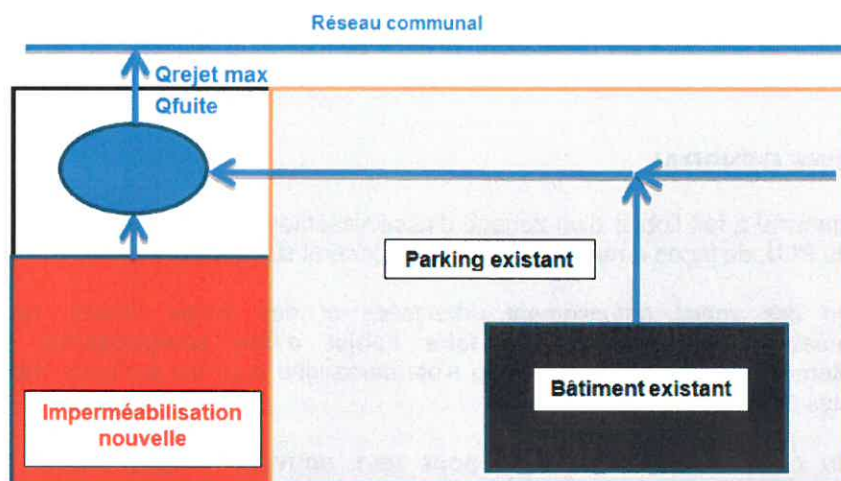 Réseau communal
Qrejet max
Qfuite
Parking existant
Bâtiment existant
Imperméabilisation
nouvelle